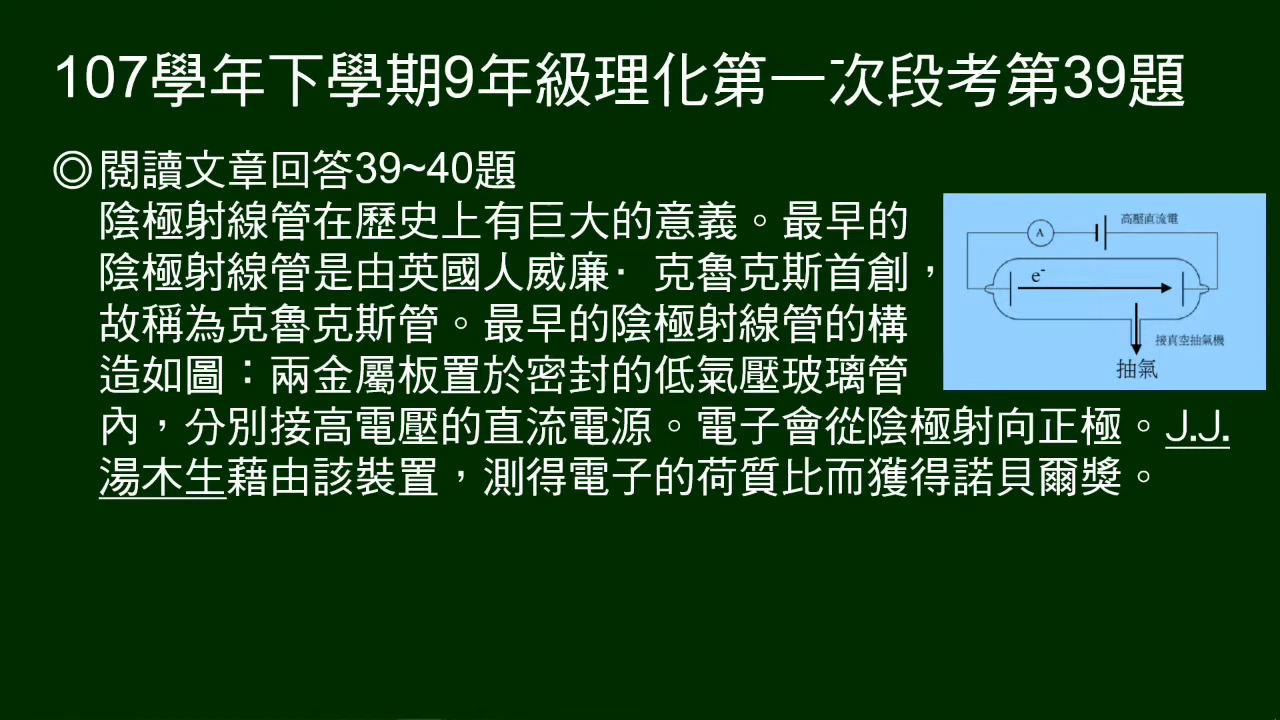 107學年下學期9年級理化第一次段考第39題
◎閱讀文章回答39~40題
陰極射線管在歷史上有巨大的意義。最早的
陰極射線管是由英國人威廉· 克魯克斯首創，
故稱為克魯克斯管。最早的陰極射線管的構
造如圖：兩金屬板置於密封的低氣壓玻璃管
內，分別接高電壓的直流電源。電子會從陰極射向正極。J.J.
湯木生藉由該裝置，測得電子的荷質比而獲得諾貝爾獎。
高壓直流電
A
e-
接真空抽氣機
抽氣